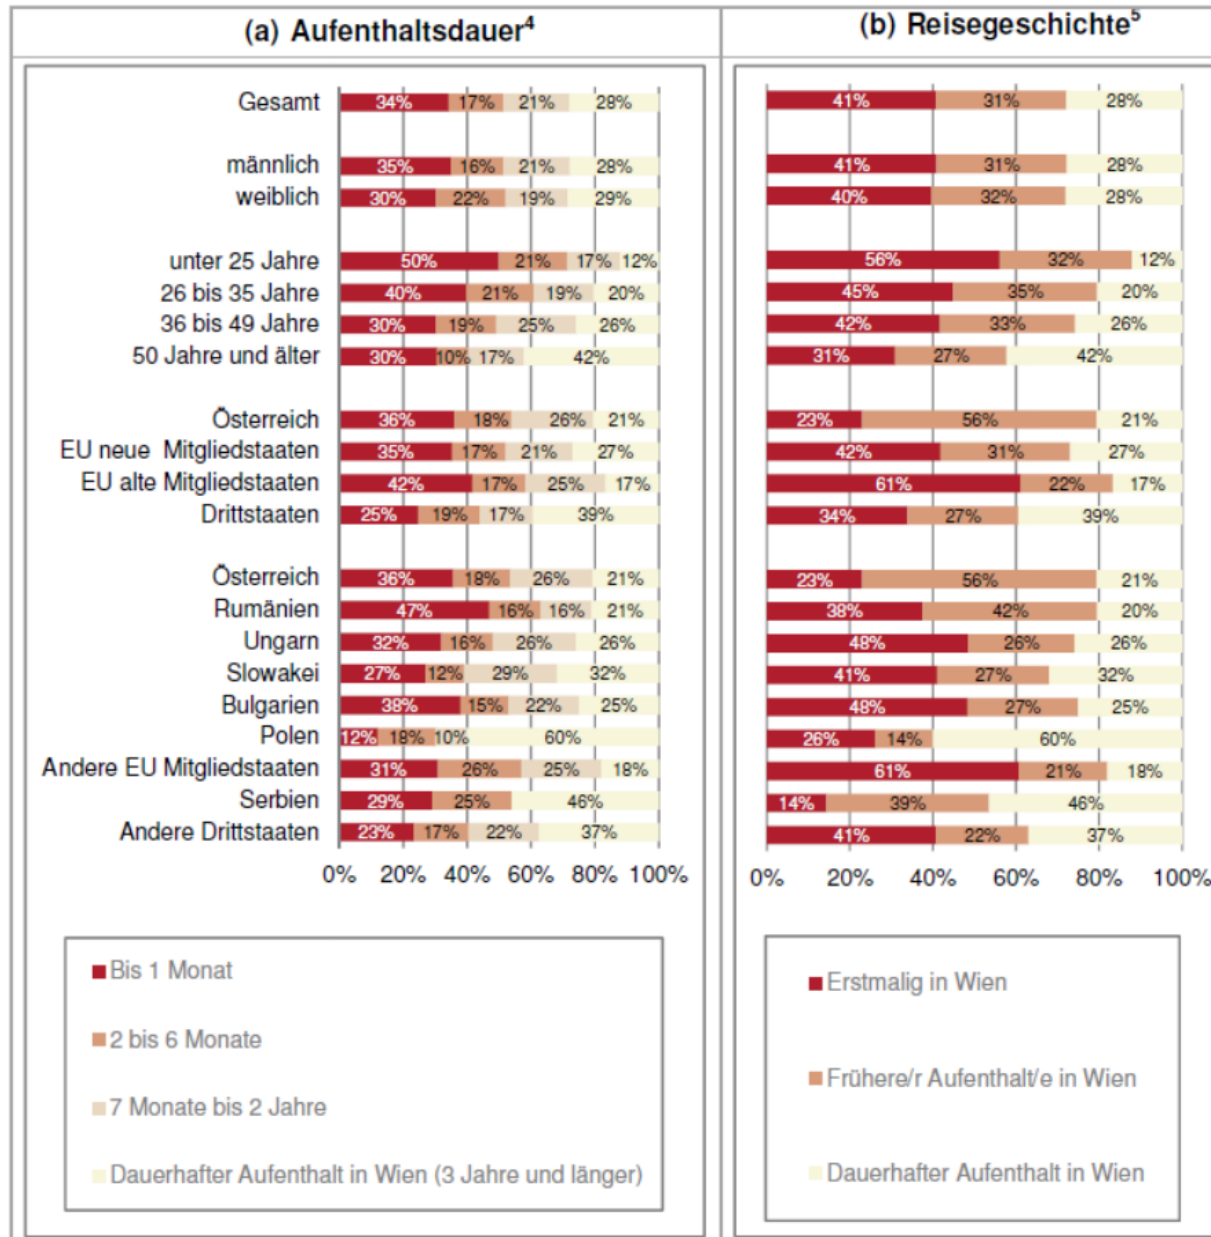 (a) Aufenthaltsdauer4
Gesamt 34% 17% 21% 28%
männlich 35% 16% 21% 28%
weiblich 30% 22% 19% 29%
unter 25 Jahre 50% 21% 17% 12%
26 bis 35 Jahre 40% 21% 19% 20%
36 bis 49 Jahre 30% 19% 25% 26%
50 Jahre und älter 30% 10% 17% 42%
Österreich 36% 18% 26% 21%
EU neue Mitgliedstaaten 35% 17% 21% 27%
EU alte Mitgliedstaaten 42% 17% 25% 17%
Drittstaaten 25% 19% 17% 39%
Österreich 36% 18% 26% 21%
Rumänien 47% 16% 16% 21%
Ungarn 32% 16% 26% 26%
Slowakei 27% 12% 29% 32%
Bulgarien 38% 15% 22% 25%
Polen 12% 18% 10% 60%
Andere EU Mitgliedstaaten 31% 26% 25% 18%
Serbien 29% 25% 46%
Andere Drittstaaten 23% 17% 22% 37%
0% 20% 40% 60% 80% 100%
Bis 1 Monat
2 bis 6 Monate
7 Monate bis 2 Jahre
Dauerhafter Aufenthalt in Wien (3 Jahre und länger)
(b) Reisegeschichte5
41% 31% 28%
41% 31% 28%
40% 32% 28%
56% 32% 12%
45% 35% 20%
42% 33% 26%
31% 27% 42%
23% 56% 21%
42% 31% 27%
61% 22% 17%
34% 27% 39%
23% 56% 21%
38% 42% 20%
48% 26% 26%
41% 27% 32%
48% 27% 25%
26% 14% 60%
61% 21% 18%
14% 39% 46%
41% 22% 37%
0% 20% 40% 60% 80% 100%
Erstmalig in Wien
Frühere/r Aufenthalt/e in Wien
Dauerhafter Aufenthalt in Wien